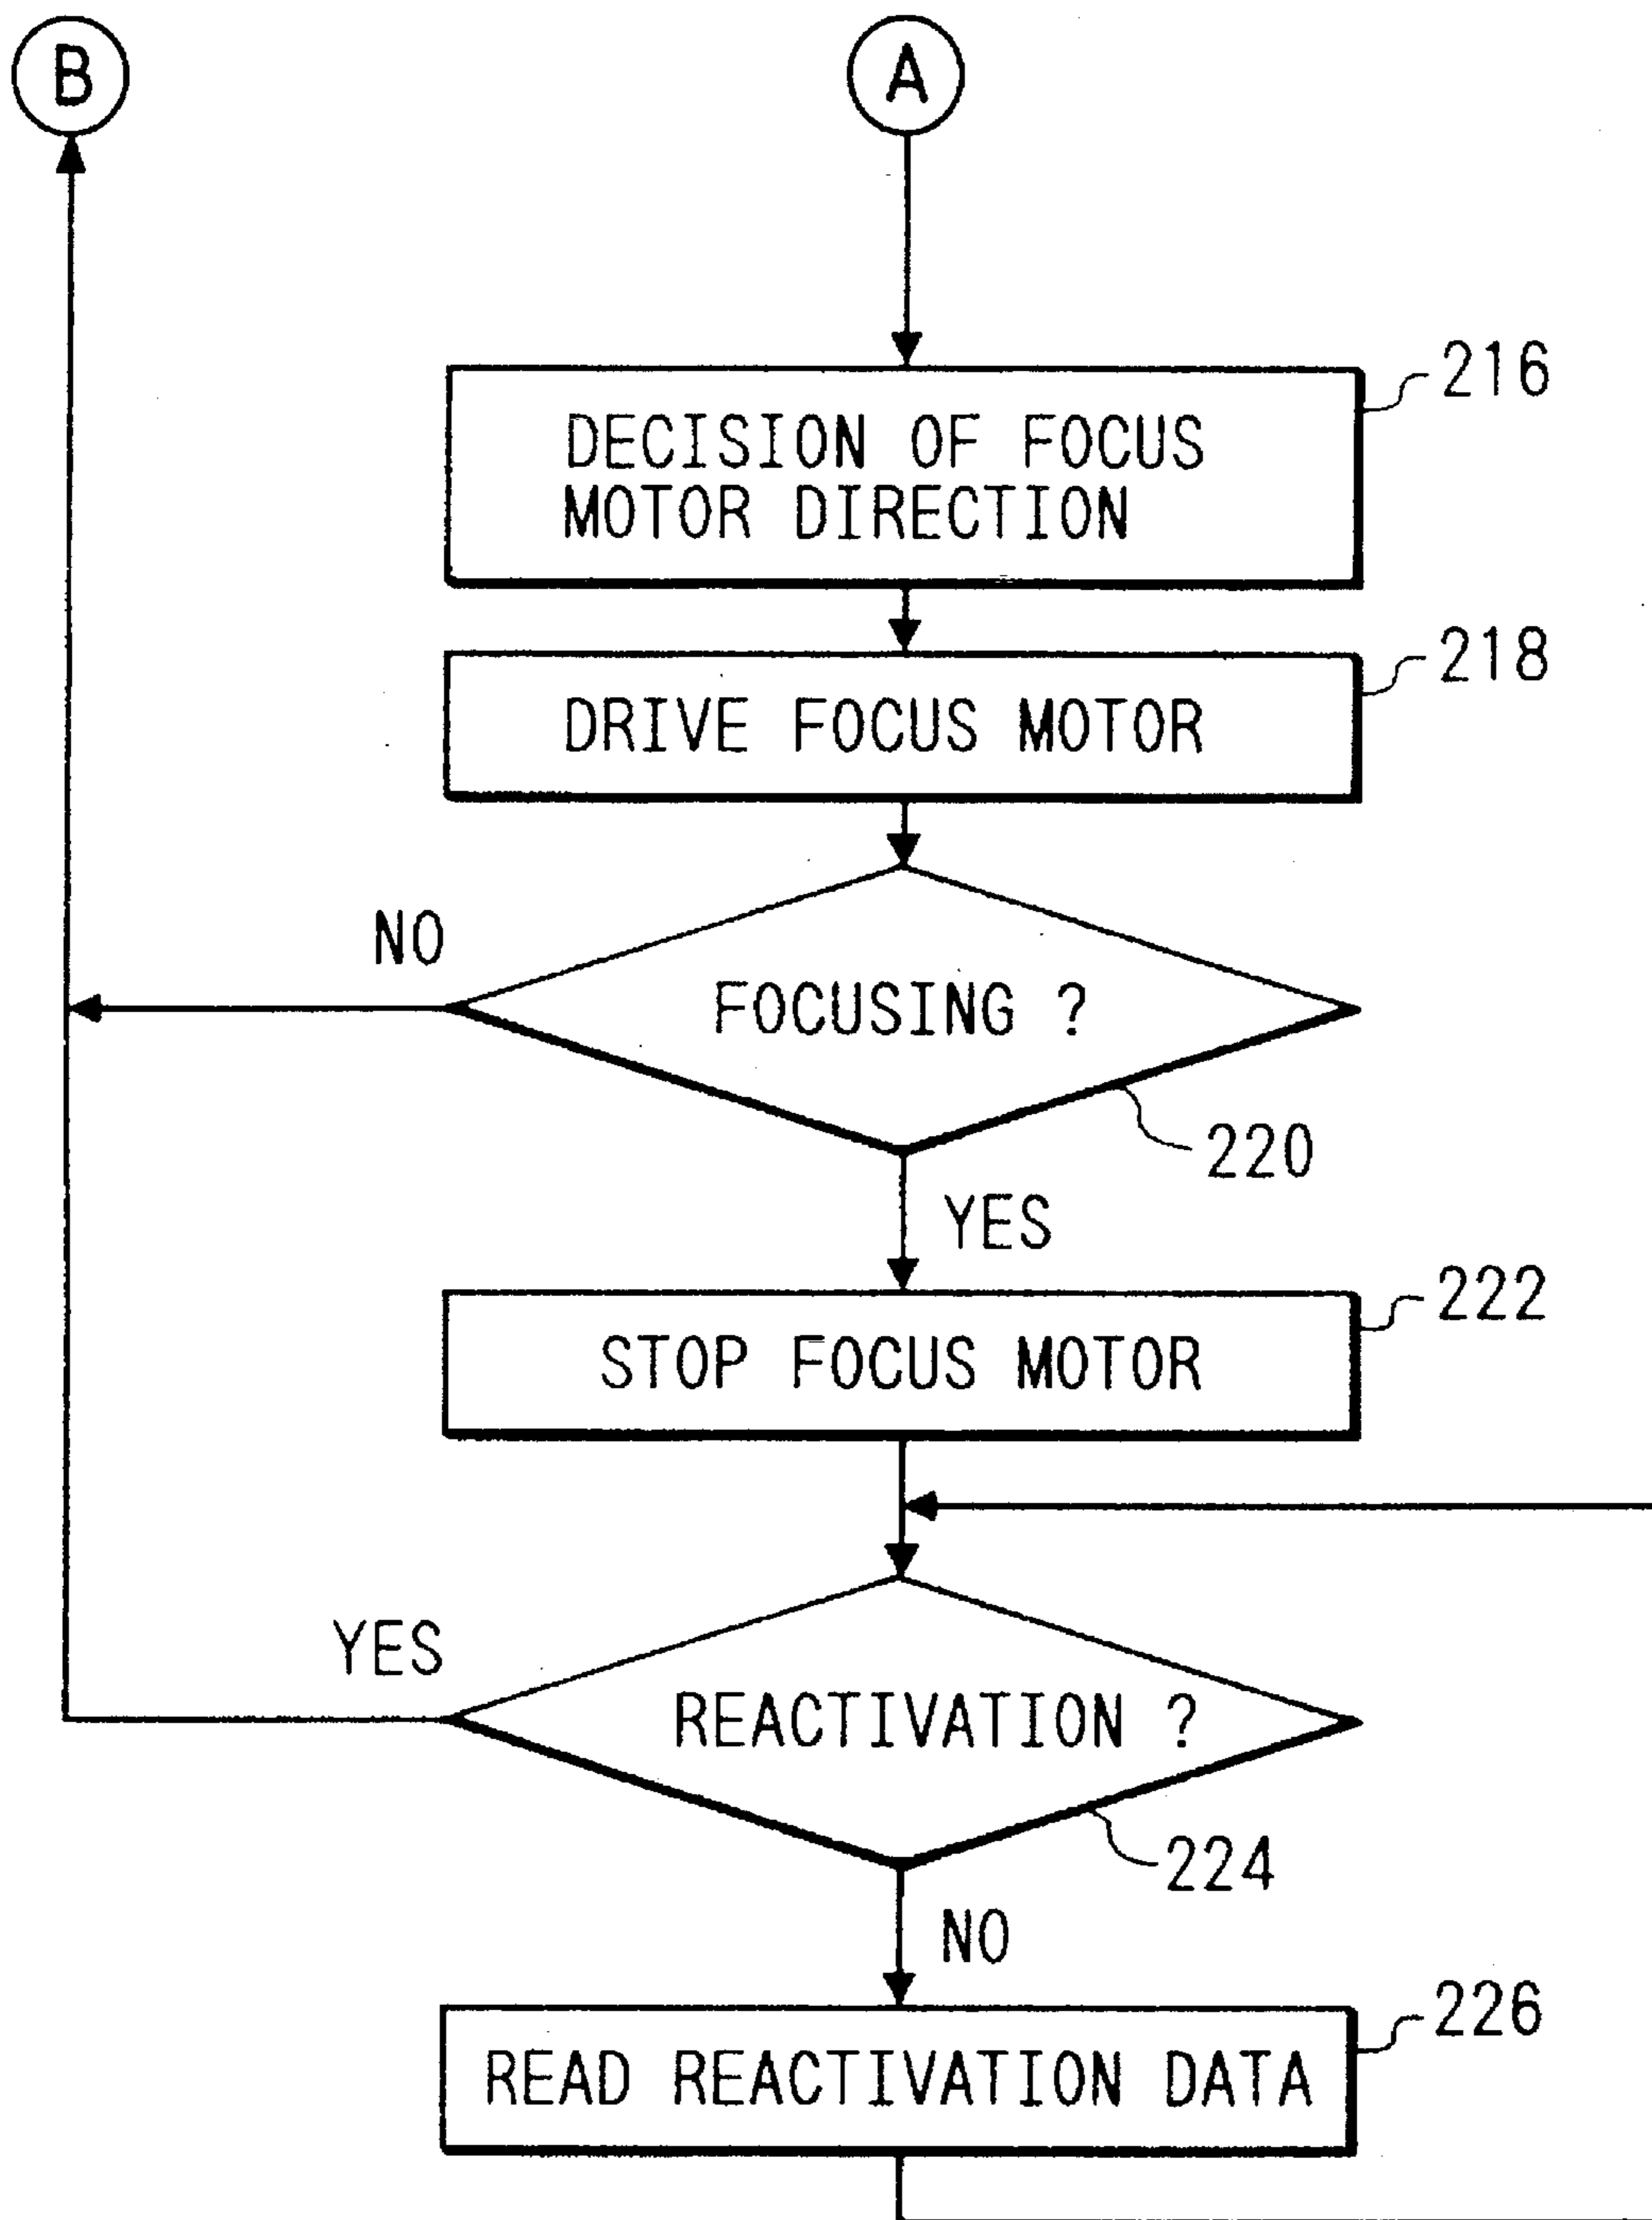 B
A
216
DECISION OF FOCUS
MOTOR DIRECTION
218
DRIVE FOCUS MOTOR
NO
FOCUSING ?
220
YES
222
STOP FOCUS MOTOR
YES
REACTIVATION ?
224
NO
226
READ REACTIVATION DATA